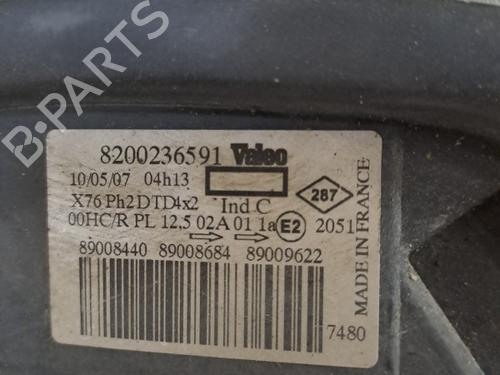 B-PARTS
8200236591 Valeo
10/05/07 04h13
X76 Ph2 DTD4x2 Ind C 287
00HC/R PL 12.5 02A 01 1a E2 2051
89008440 89008684 89009622
7480
MADE IN FRANCE